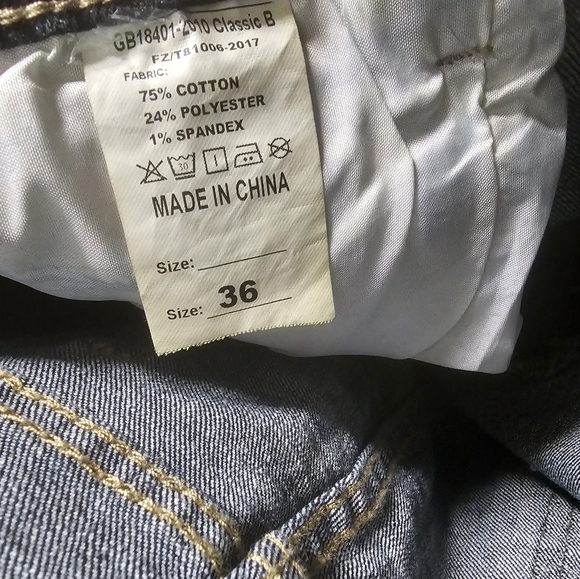 GB18401-2010 Classic B
FZ/T81006-2017
FABRIC:
75% COTTON
24% POLYESTER
1% SPANDEX
30
MADE IN CHINA
Size:
Size: 36